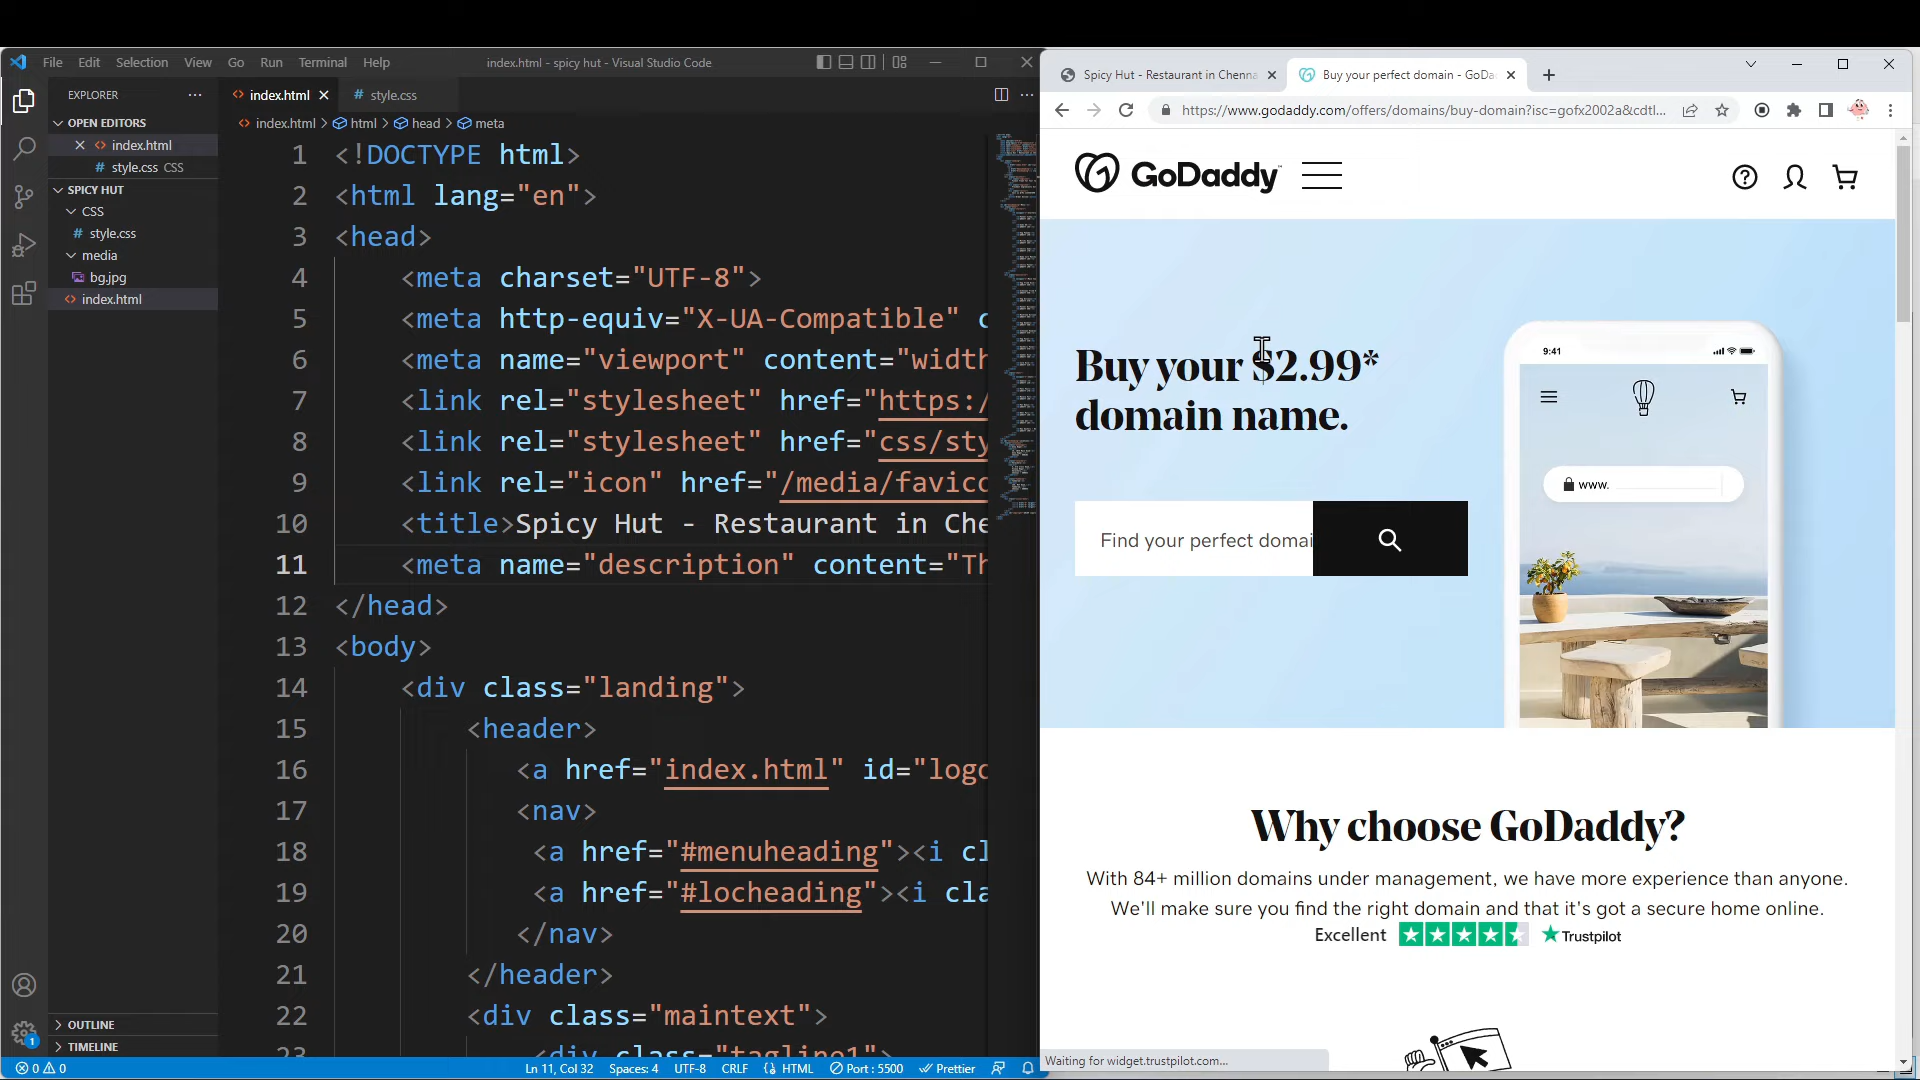 File Edit Selection View Go Run Terminal Help
index.html - spicy hut - Visual Studio Code
EXPLORER
OPEN EDITORS
index.html
style.css CSS
SPICY HUT
CSS
style.css
media
bg.jpg
index.html
OUTLINE
TIMELINE
1
index.html
style.css
index.html > html > head > meta
1 <!DOCTYPE html>
2 <html lang="en">
3 <head>
4 <meta charset="UTF-8">
5 <meta http-equiv="X-UA-Compatible" c
6 <meta name="viewport" content="width
7 <link rel="stylesheet" href="https:/
8 <link rel="stylesheet" href="css/sty
9 <link rel="icon" href="/media/favico
10 <title>Spicy Hut - Restaurant in Che
11 <meta name="description" content="Th
12 </head>
13 <body>
14 <div class="landing">
15 <header>
16 <a href="index.html" id="logo
17 <nav>
18 <a href="#menuheading"><i cl
19 <a href="#locheading"><i cla
20 </nav>
21 </header>
22 <div class="maintext">
23 <div class="tagline1">
0 0
Ln 11, Col 32 Spaces: 4 UTF-8 CRLF HTML Port : 5500 Prettier
Spicy Hut - Restaurant in Chenna
Buy your perfect domain - GoDa
https://www.godaddy.com/offers/domains/buy-domain?isc=gofx2002a&cdtl...
GoDaddy
Buy your $2.99*
domain name.
Find your perfect domai
9:41
www.
Why choose GoDaddy?
With 84+ million domains under management, we have more experience than anyone.
We'll make sure you find the right domain and that it's got a secure home online.
Excellent Trustpilot
Waiting for widget.trustpilot.com...